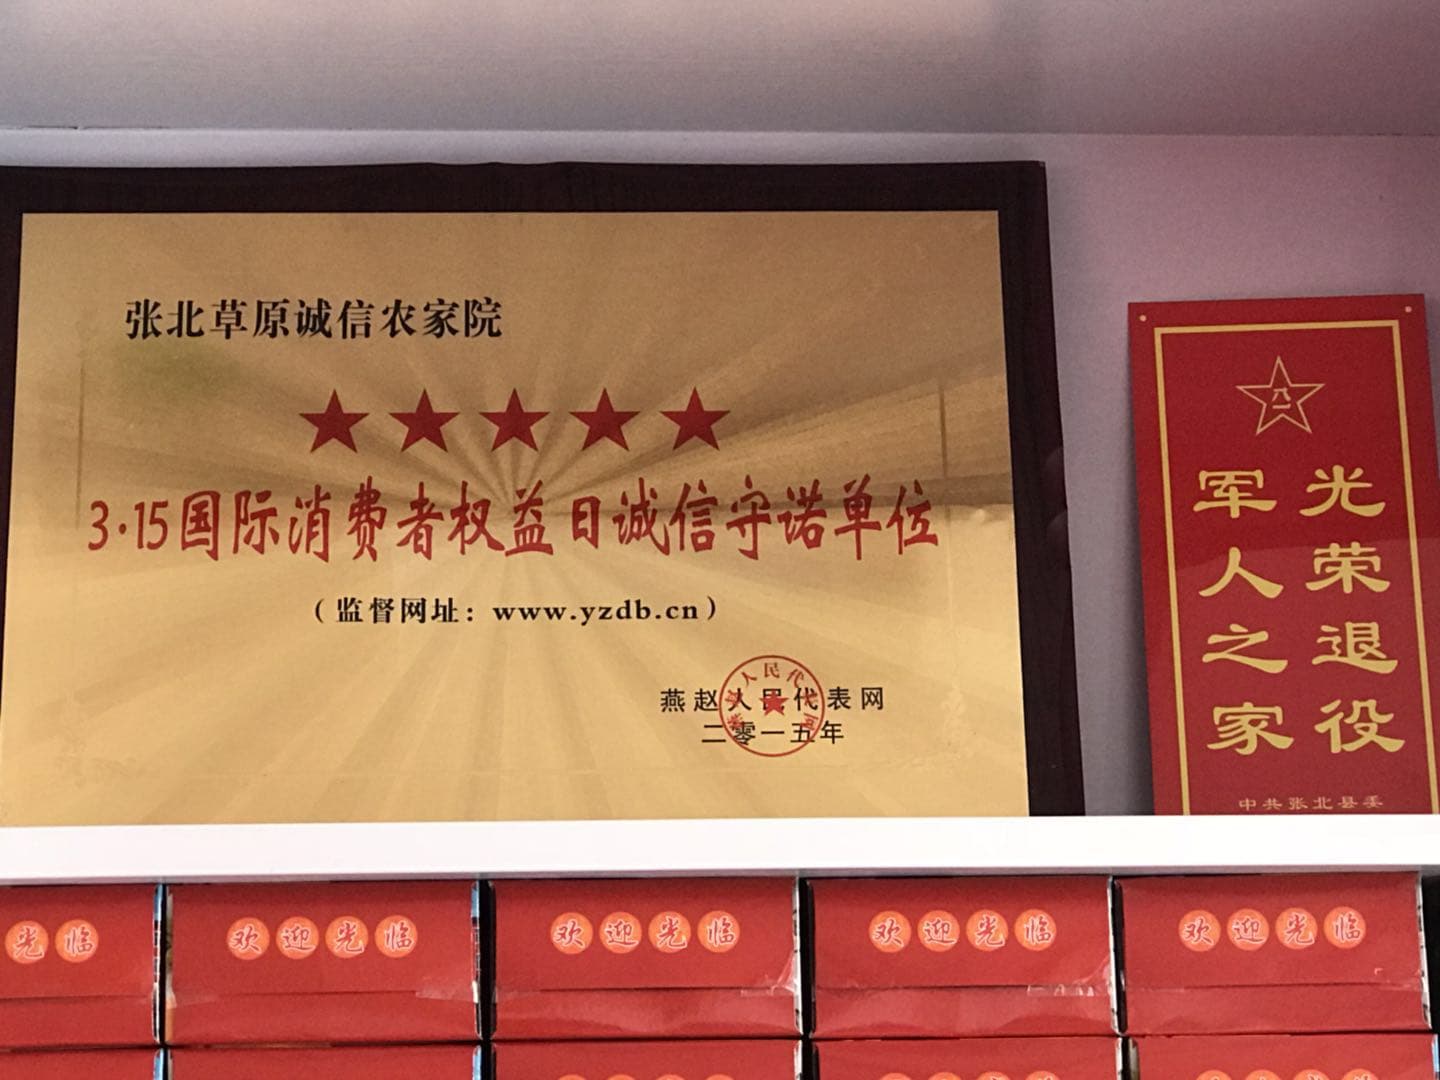 张北草原诚信农家院
★★★★★
3·15国际消费者权益日诚信守诺单位
（监督网址：www.yzdb.cn）
燕赵人民代表网
二零一五年
八一
光荣退役
军人之家
中共张北县委
光临
欢迎光临
欢迎光临
欢迎光临
欢迎光临